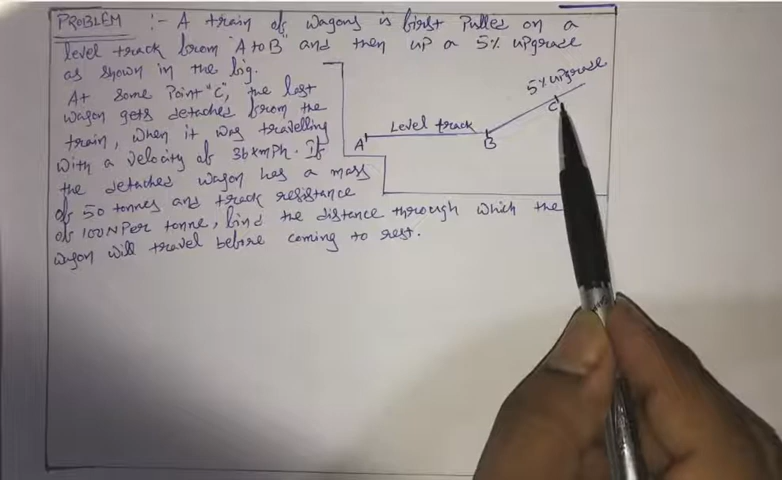 PROBLEM :- A train of wagons is first pulled on a
level track from "A to B" and then up a 5% upgrade
as shown in the fig.
At some point "C", the last
wagon gets detached from the
train, when it was travelling
with a velocity of 36 kmph. If
the detached wagon has a mass
of 50 tonnes and track resistance
of 100N Per tonne, find the distance through which the
wagon will travel before coming to rest.
A Level track B 5% upgrade C